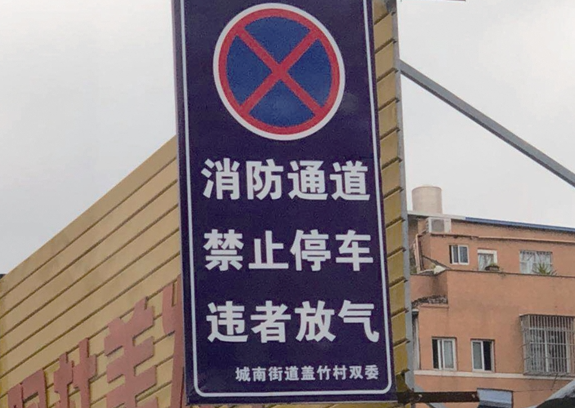 消防通道
禁止停车
违者放气
城南街道盖竹村双委